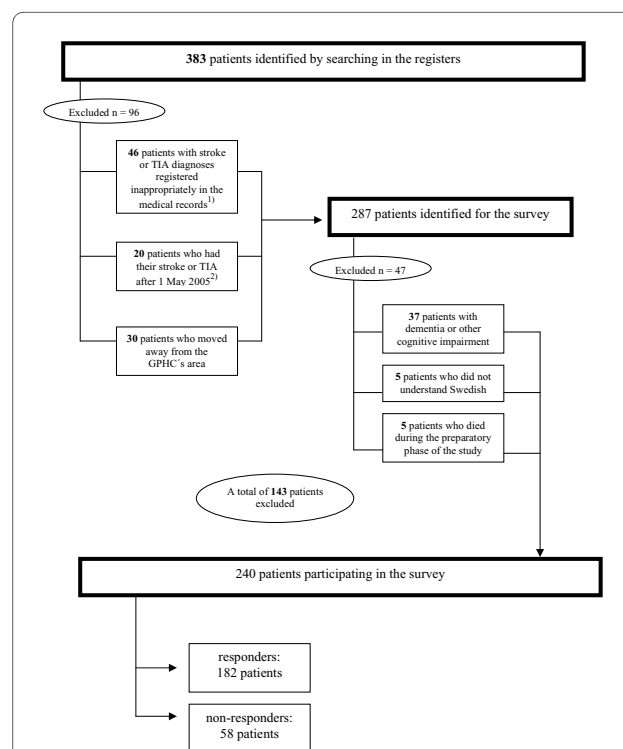 383 patients identified by searching in the registers
Excluded n = 96
46 patients with stroke
or TIA diagnoses
registered
inappropriately in the
medical records1)
20 patients who had
their stroke or TIA
after 1 May 20052)
30 patients who moved
away from the
GPHC´s area
287 patients identified for the survey
Excluded n = 47
37 patients with
dementia or other
cognitive impairment
5 patients who did not
understand Swedish
5 patients who died
during the preparatory
phase of the study
A total of 143 patients
excluded
240 patients participating in the survey
responders:
182 patients
non-responders:
58 patients